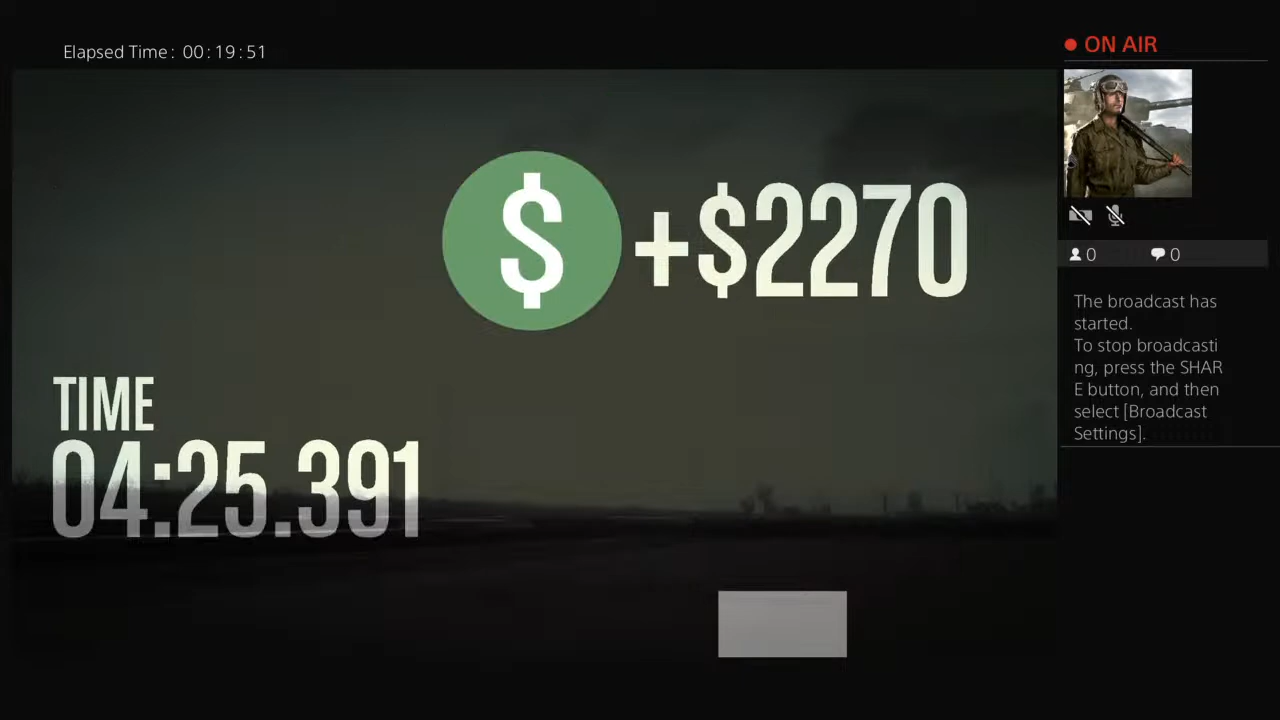 Elapsed Time: 00:19:51
ON AIR
$ +$2270
TIME
04:25.391
0 0
The broadcast has
started.
To stop broadcasti
ng, press the SHAR
E button, and then
select [Broadcast
Settings].